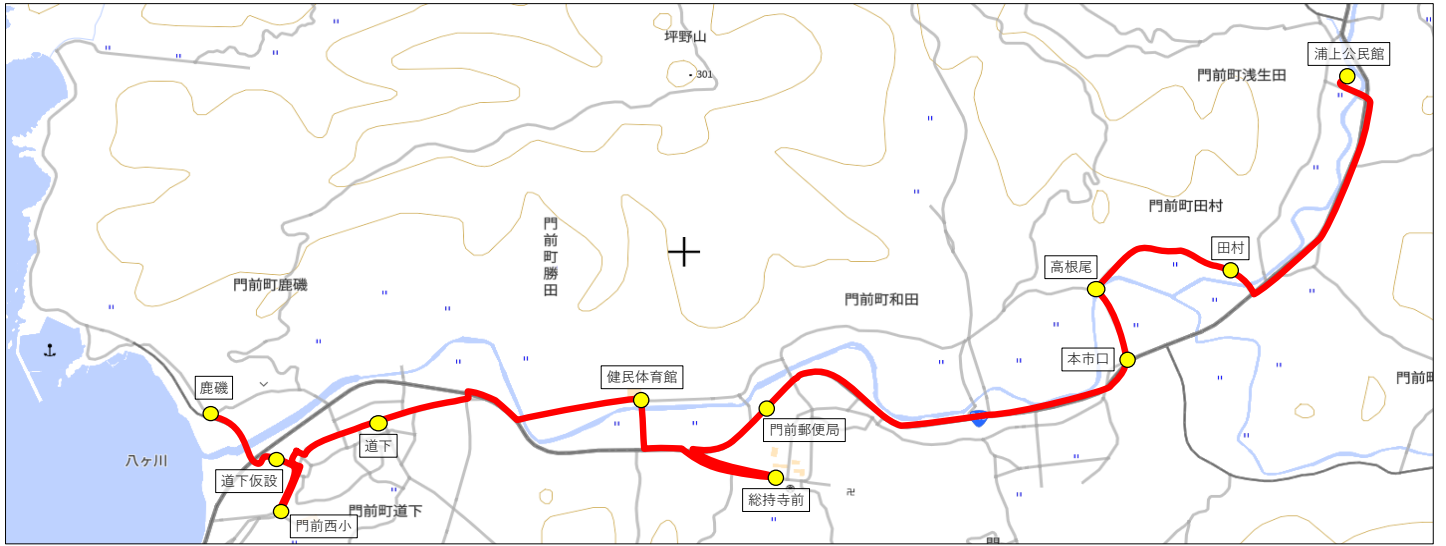 坪野山
301
浦上公民館
門前町浅生田
門前町田村
門前町勝田
田村
高根尾
門前町鹿磯
門前町和田
本市口
健民体育館
門前町
鹿磯
門前郵便局
道下
八ヶ川
道下仮設
総持寺前
門前町道下
門前西小
卍